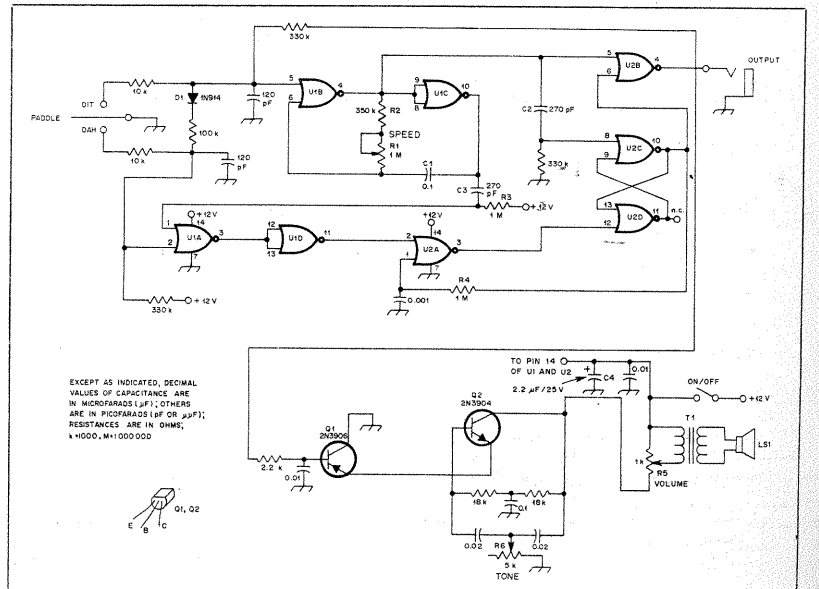 330 k
10 k
D1
1N914
120
pF
DIT
PADDLE
DAH
100 k
10 k
120
pF
5
6
U1B
4
350 k
R2
SPEED
R1
1 M
9
8
U1C
10
C1
0.1
C3
270
pF
R3
1 M
+12V
C2
270 pF
330 k
5
6
U2B
4
OUTPUT
8
9
U2C
10
13
12
U2D
11
n.c.
+12V
14
1
2
U1A
3
7
12
13
U1D
11
+12V
14
2
1
U2A
3
7
R4
1 M
0.001
330 k
+12V
EXCEPT AS INDICATED, DECIMAL
VALUES OF CAPACITANCE ARE
IN MICROFARADS (µF); OTHERS
ARE IN PICOFARADS (pF OR µµF);
RESISTANCES ARE IN OHMS;
k=1000, M=1000000
E
B
C
Q1, Q2
2.2 k
0.01
Q1
2N3906
Q2
2N3904
18k
0.1
18k
0.02
R6
0.02
5 k
TONE
TO PIN 14
OF U1 AND U2
+
C4
2.2 µF/25 V
0.01
ON/OFF
+12V
T1
LS1
1k
R5
VOLUME